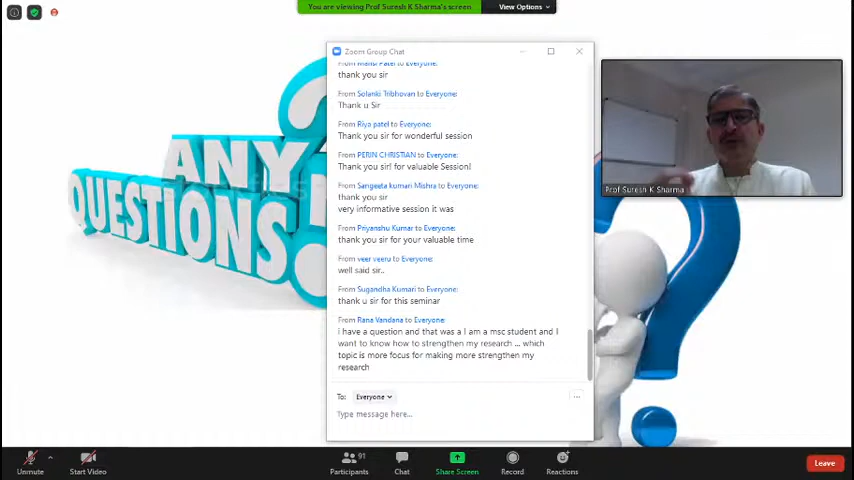 You are viewing Prof Suresh K Sharma's screen
View Options
Zoom Group Chat
thank you sir
From Solanki Tribhovan to Everyone:
Thank u Sir
From Riya patel to Everyone:
Thank you sir for wonderful session
From PERIN CHRISTIAN to Everyone:
Thank you sir! for valuable Session!
From Sangeeta kumari Mishra to Everyone:
thank you sir
very informative session it was
From Priyanshu Kumar to Everyone:
thank you sir for your valuable time
From veer veeru to Everyone:
well said sir..
From Sugandha Kumari to Everyone:
thank u sir for this seminar
From Rana Vandana to Everyone:
i have a question and that was a I am a msc student and I
want to know how to strengthen my research ... which
topic is more focus for making more strengthen my
research
To: Everyone
Type message here...
ANY
QUESTIONS
Prof Suresh K Sharma
Unmute
Start Video
91
Participants
Chat
Share Screen
Record
Reactions
Leave